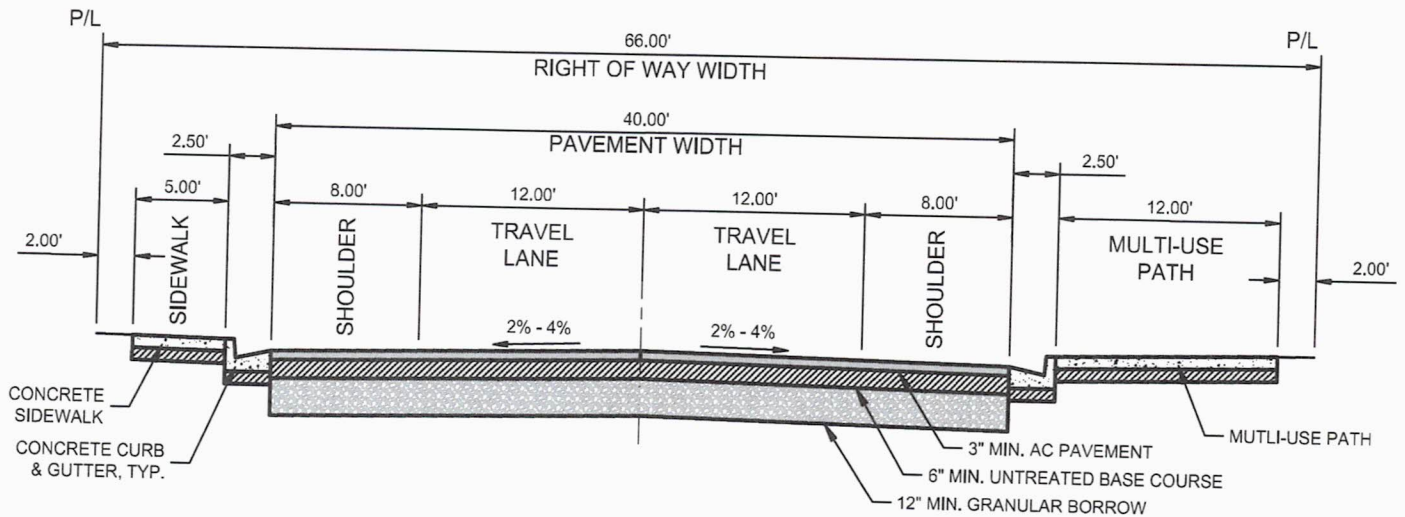 P/L
P/L
66.00'
RIGHT OF WAY WIDTH
40.00'
PAVEMENT WIDTH
2.50'
2.50'
5.00'
8.00'
12.00'
12.00'
8.00'
12.00'
2.00'
SIDEWALK
SHOULDER
TRAVEL
LANE
TRAVEL
LANE
SHOULDER
MULTI-USE
PATH
2.00'
2% - 4%
2% - 4%
CONCRETE
SIDEWALK
CONCRETE CURB
& GUTTER, TYP.
3" MIN. AC PAVEMENT
6" MIN. UNTREATED BASE COURSE
12" MIN. GRANULAR BORROW
MUTLI-USE PATH